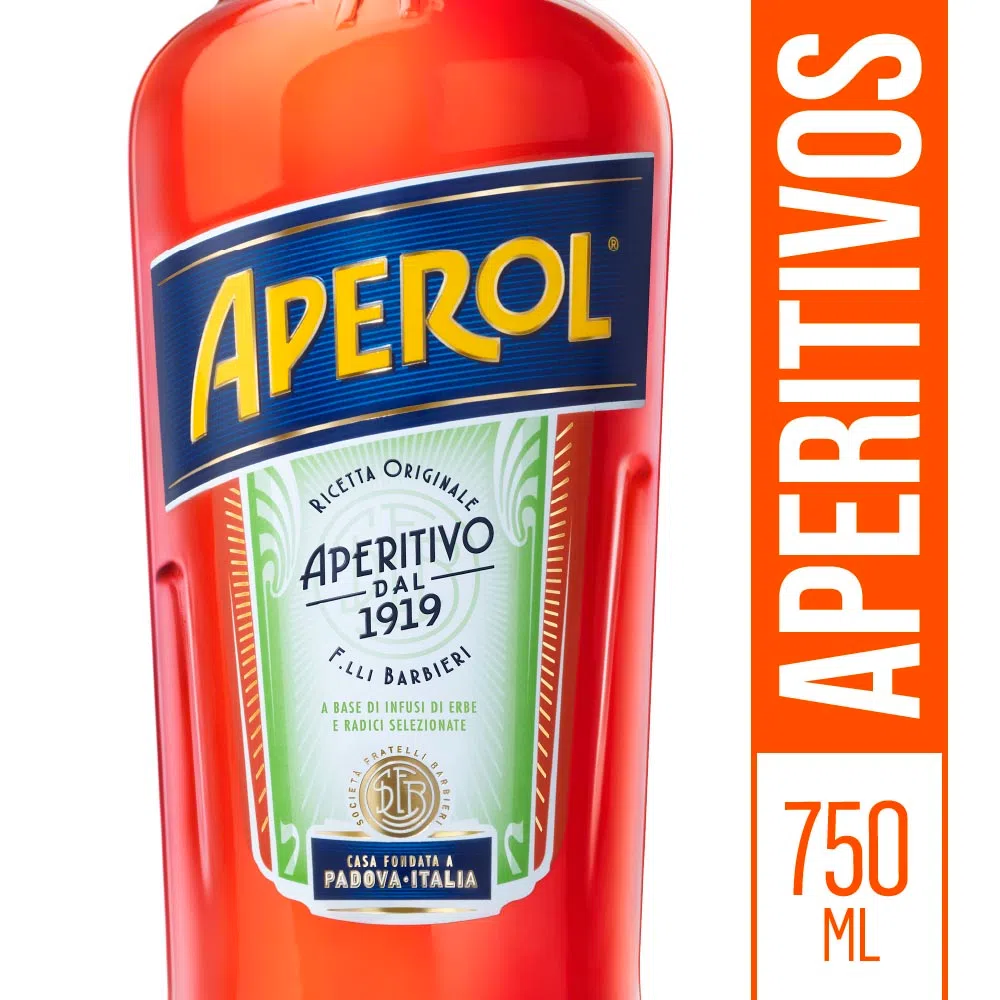 APEROL®
RICETTA ORIGINALE
APERITIVO
DAL
1919
F.LLI BARBIERI
A BASE DI INFUSI DI ERBE
E RADICI SELEZIONATE
SOCIETÀ FRATELLI BARBIERI
SFB
CASA FONDATA A
PADOVA•ITALIA
APERITIVOS
750
ML